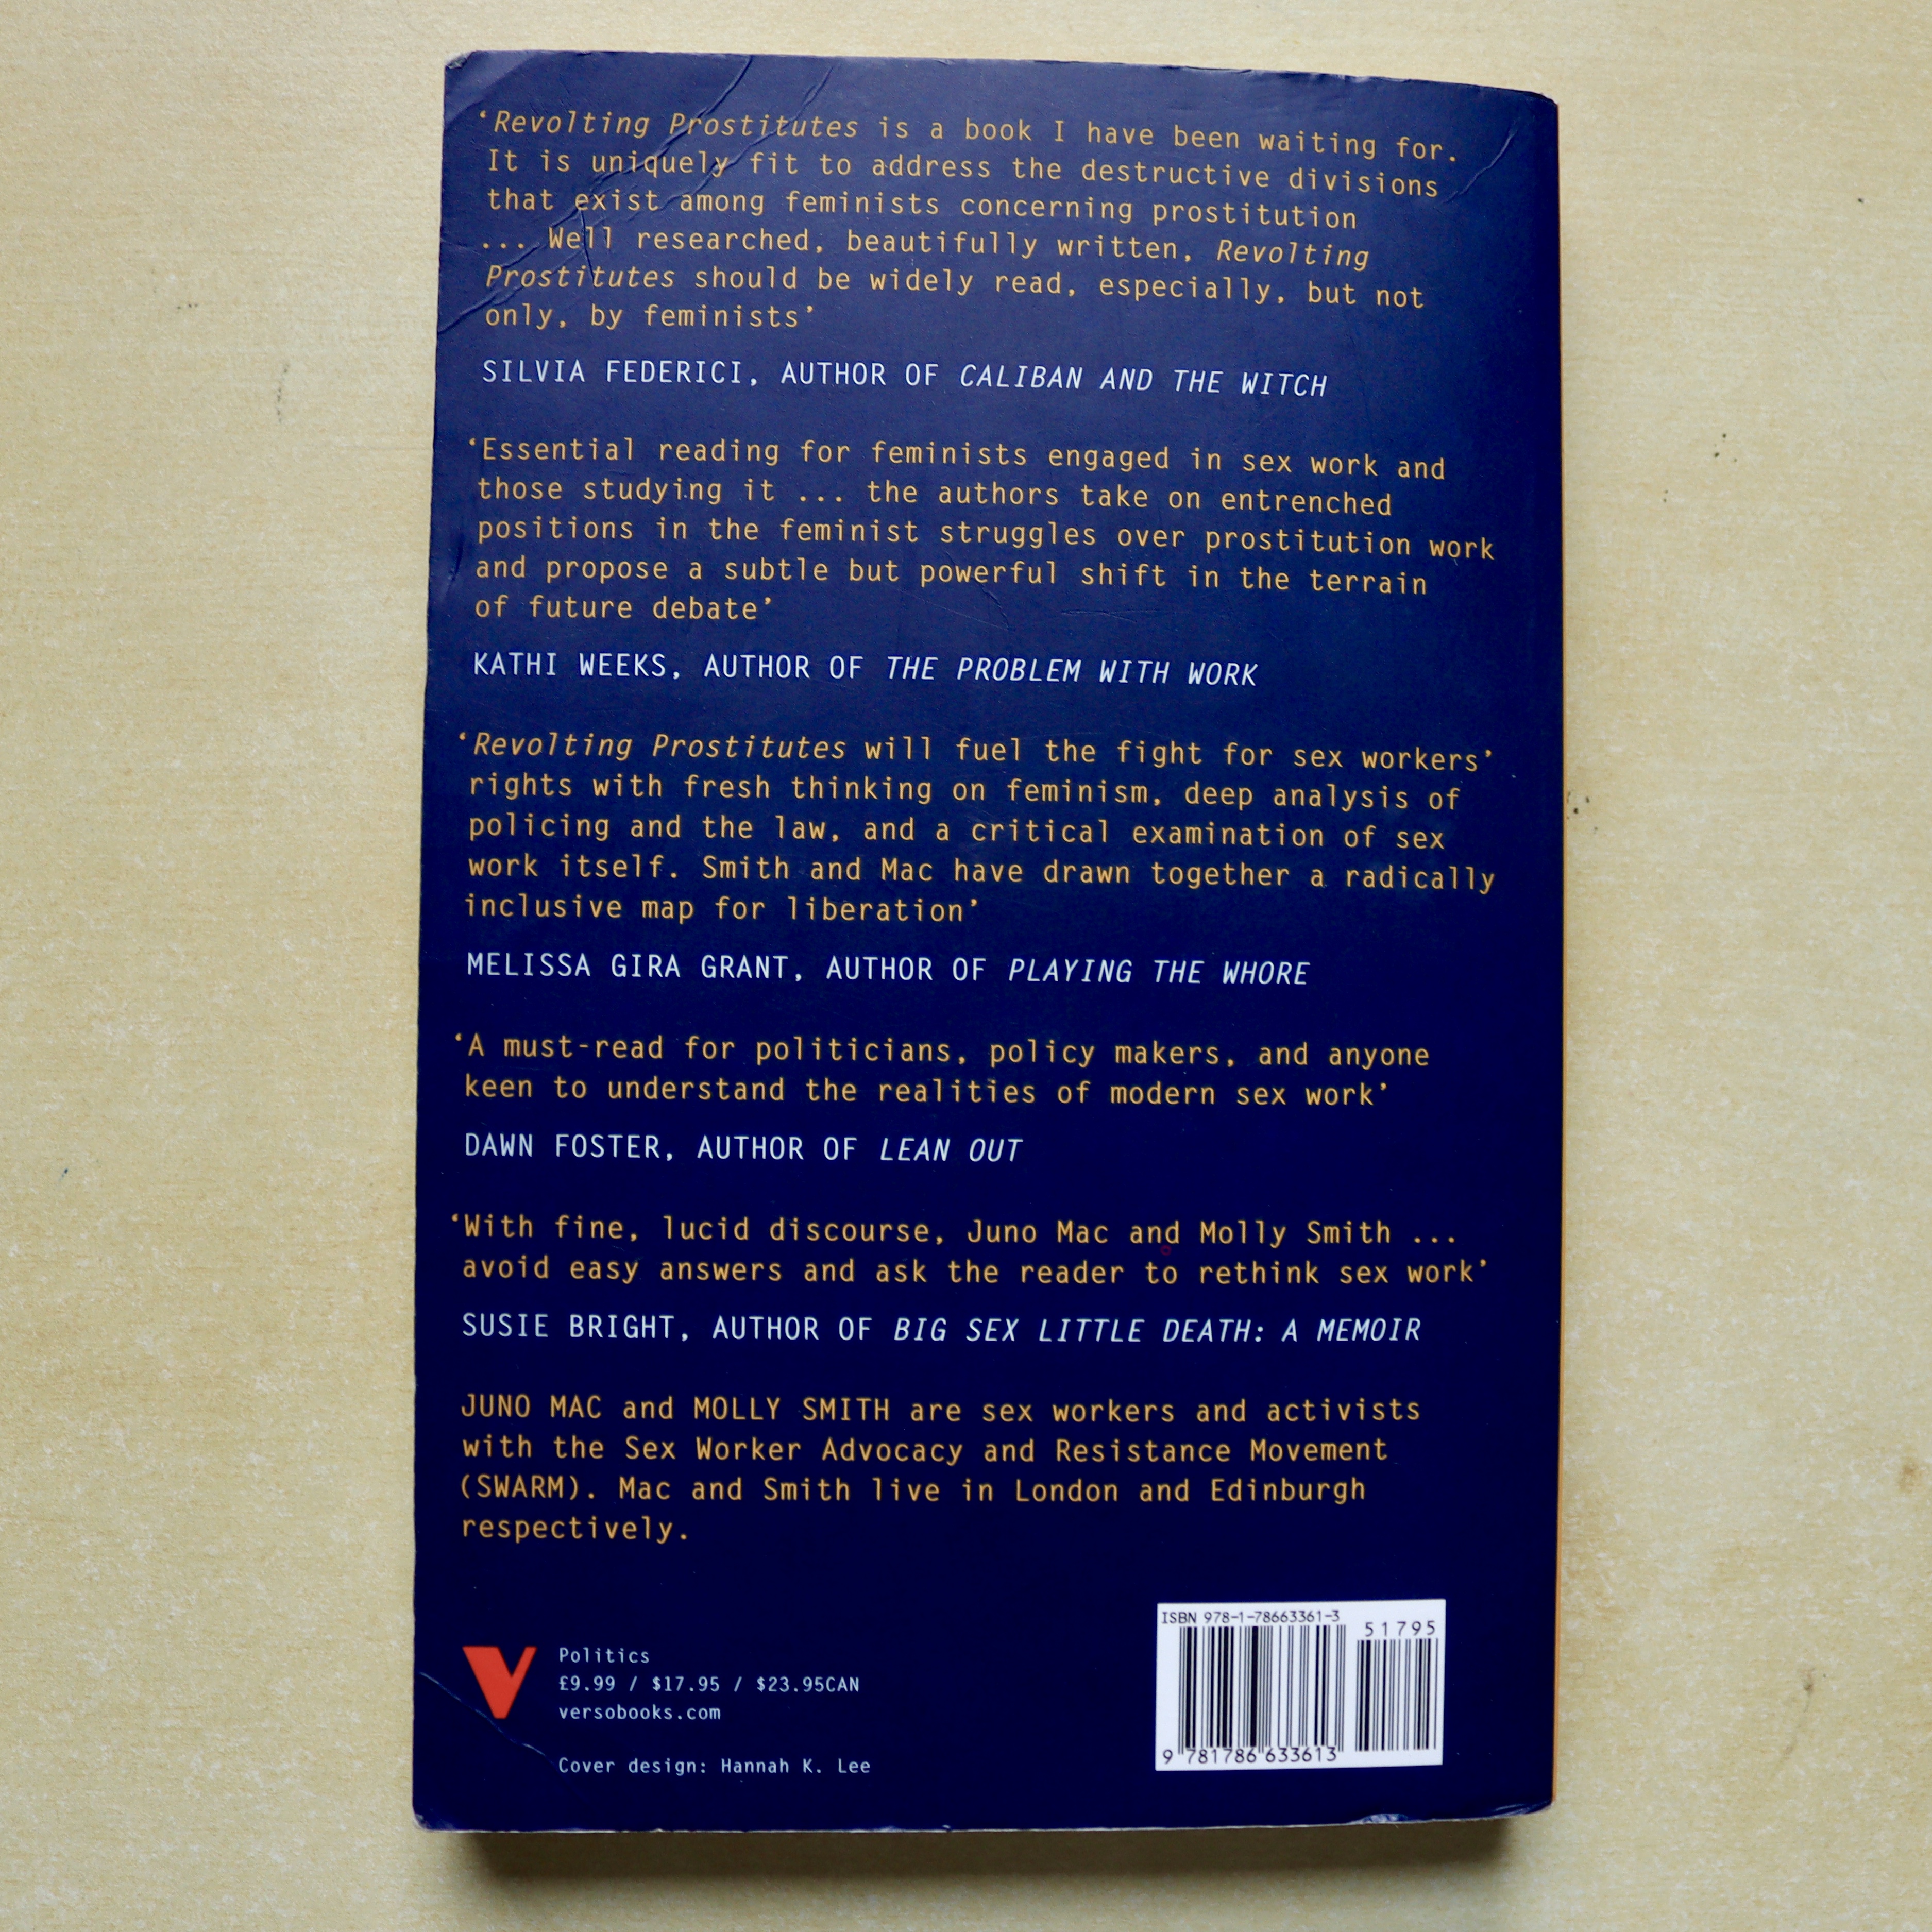 ‘Revolting Prostitutes is a book I have been waiting for.
It is uniquely fit to address the destructive divisions
that exist among feminists concerning prostitution
... Well researched, beautifully written, Revolting
Prostitutes should be widely read, especially, but not
only, by feminists’
SILVIA FEDERICI, AUTHOR OF CALIBAN AND THE WITCH
‘Essential reading for feminists engaged in sex work and
those studying it ... the authors take on entrenched
positions in the feminist struggles over prostitution work
and propose a subtle but powerful shift in the terrain
of future debate’
KATHI WEEKS, AUTHOR OF THE PROBLEM WITH WORK
‘Revolting Prostitutes will fuel the fight for sex workers’
rights with fresh thinking on feminism, deep analysis of
policing and the law, and a critical examination of sex
work itself. Smith and Mac have drawn together a radically
inclusive map for liberation’
MELISSA GIRA GRANT, AUTHOR OF PLAYING THE WHORE
‘A must-read for politicians, policy makers, and anyone
keen to understand the realities of modern sex work’
DAWN FOSTER, AUTHOR OF LEAN OUT
‘With fine, lucid discourse, Juno Mac and Molly Smith ...
avoid easy answers and ask the reader to rethink sex work’
SUSIE BRIGHT, AUTHOR OF BIG SEX LITTLE DEATH: A MEMOIR
JUNO MAC and MOLLY SMITH are sex workers and activists
with the Sex Worker Advocacy and Resistance Movement
(SWARM). Mac and Smith live in London and Edinburgh
respectively.
V
Politics
£9.99 / $17.95 / $23.95CAN
versobooks.com
Cover design: Hannah K. Lee
ISBN 978-1-78663361-3
51795
9 781786 633613